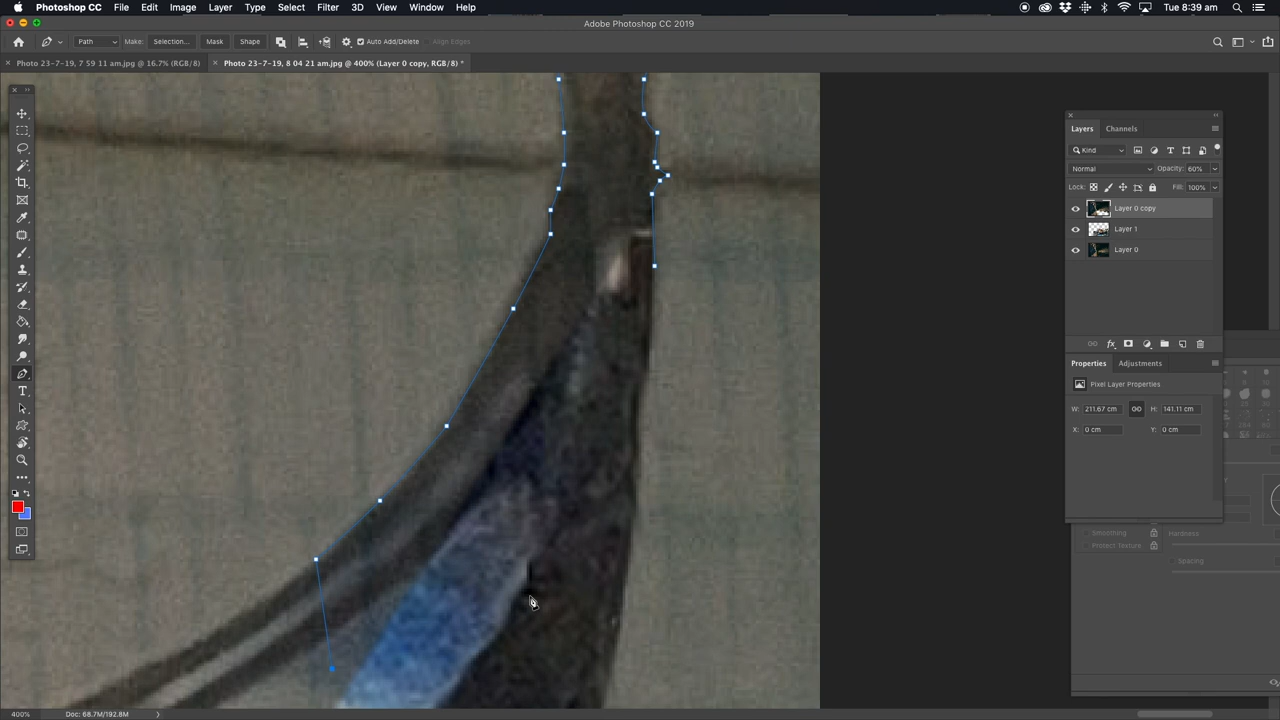 Photoshop CC File Edit Image Layer Type Select Filter 3D View Window Help Tue 8:39 am
Adobe Photoshop CC 2019
Path Make: Selection... Mask Shape Auto Add/Delete Align Edges
Photo 23-7-19, 7 59 11 am.jpg @ 16.7% (RGB/8) Photo 23-7-19, 8 04 21 am.jpg @ 400% (Layer 0 copy, RGB/8) *
Layers Channels
Kind
Normal Opacity: 60%
Lock: Fill: 100%
Layer 0 copy
Layer 1
Layer 0
Properties Adjustments
Pixel Layer Properties
W: 211.67 cm H: 141.11 cm
X: 0 cm Y: 0 cm
Smoothing Hardness
Protect Texture
Spacing
400% Doc: 68.7M/192.8M